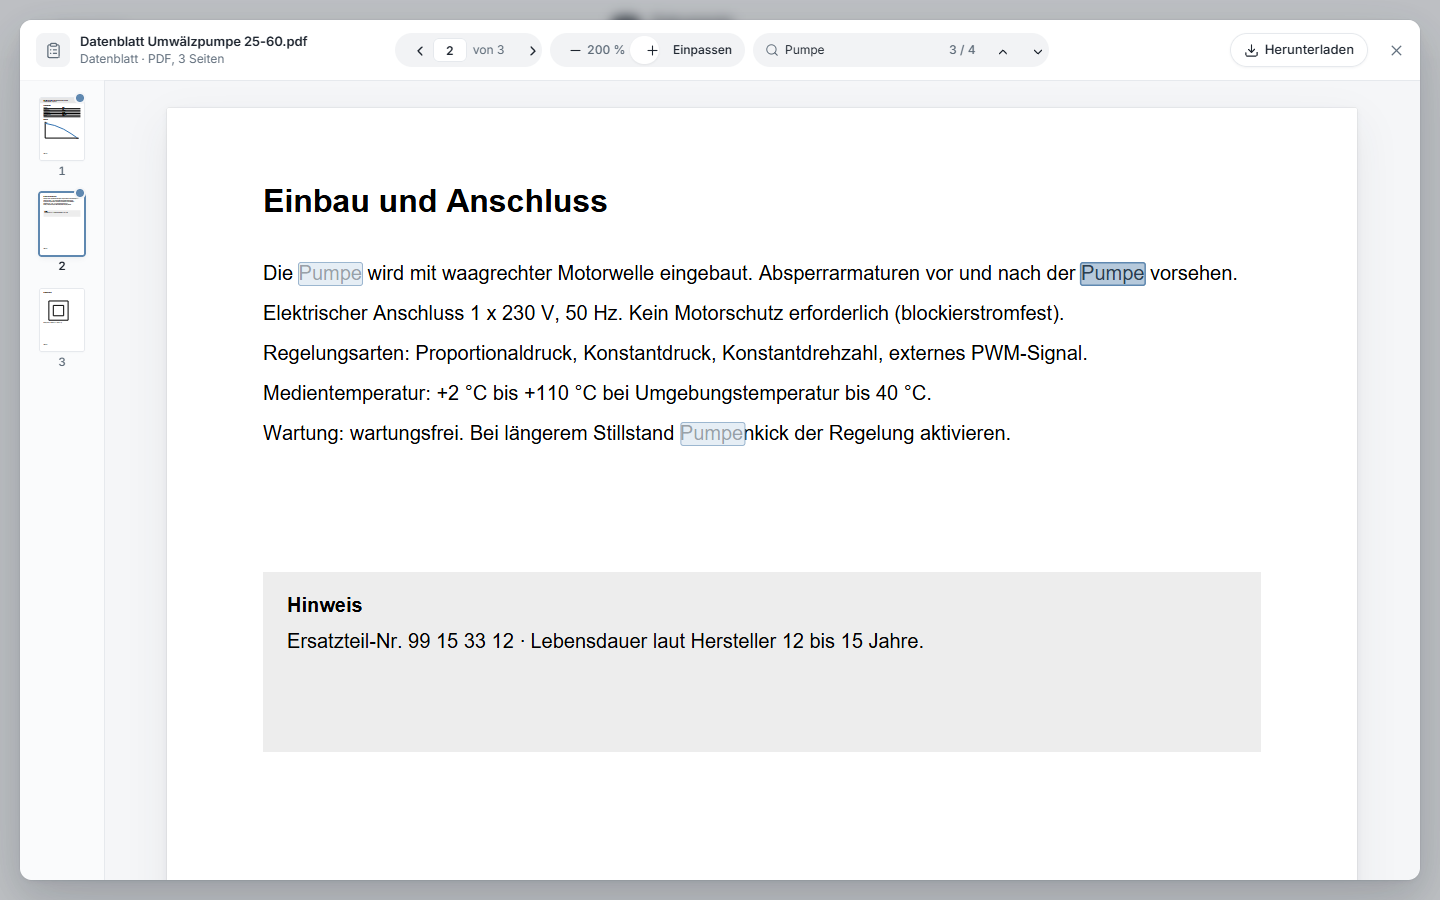 Datenblatt Umwälzpumpe 25-60.pdf
Datenblatt · PDF, 3 Seiten
2 von 3
200 %
Einpassen
Pumpe
3 / 4
Herunterladen
1
2
3
Einbau und Anschluss
Die Pumpe wird mit waagrechter Motorwelle eingebaut. Absperrarmaturen vor und nach der Pumpe vorsehen.
Elektrischer Anschluss 1 x 230 V, 50 Hz. Kein Motorschutz erforderlich (blockierstromfest).
Regelungsarten: Proportionaldruck, Konstantdruck, Konstantdrehzahl, externes PWM-Signal.
Medientemperatur: +2 °C bis +110 °C bei Umgebungstemperatur bis 40 °C.
Wartung: wartungsfrei. Bei längerem Stillstand Pumpenkick der Regelung aktivieren.
Hinweis
Ersatzteil-Nr. 99 15 33 12 · Lebensdauer laut Hersteller 12 bis 15 Jahre.